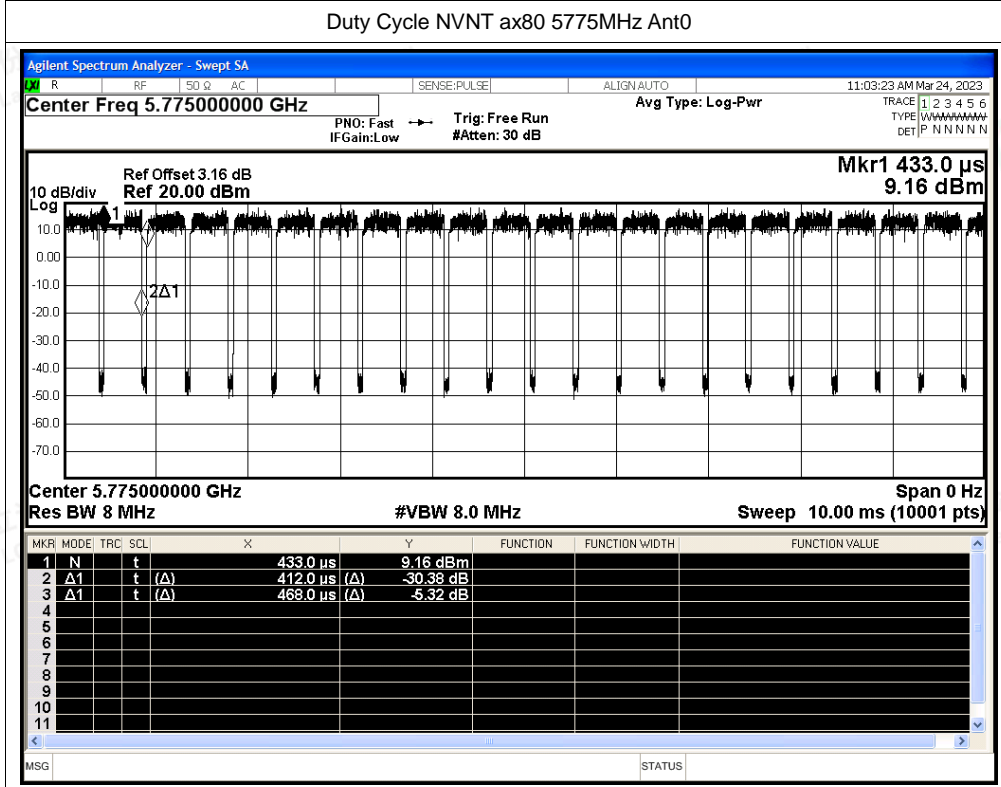 Duty Cycle NVNT ax80 5775MHz Ant0
Agilent Spectrum Analyzer - Swept SA
LXI R RF 50 Ω AC SENSE:PULSE ALIGN AUTO 11:03:23 AM Mar 24, 2023
Center Freq 5.775000000 GHz Avg Type: Log-Pwr TRACE 1 2 3 4 5 6
PNO: Fast Trig: Free Run TYPE W
IFGain:Low #Atten: 30 dB DET P N N N N N
Mkr1 433.0 µs
Ref Offset 3.16 dB
10 dB/div Ref 20.00 dBm 9.16 dBm
Log
1
10.0
0.00
-10.0
2Δ1
-20.0
-30.0
-40.0
-50.0
-60.0
-70.0
Center 5.775000000 GHz Span 0 Hz
Res BW 8 MHz #VBW 8.0 MHz Sweep 10.00 ms (10001 pts)
MKR MODE TRC SCL X Y FUNCTION FUNCTION WIDTH FUNCTION VALUE
1 N t 433.0 µs 9.16 dBm
2 Δ1 t (Δ) 412.0 µs (Δ) -30.38 dB
3 Δ1 t (Δ) 468.0 µs (Δ) -5.32 dB
4
5
6
7
8
9
10
11
MSG STATUS